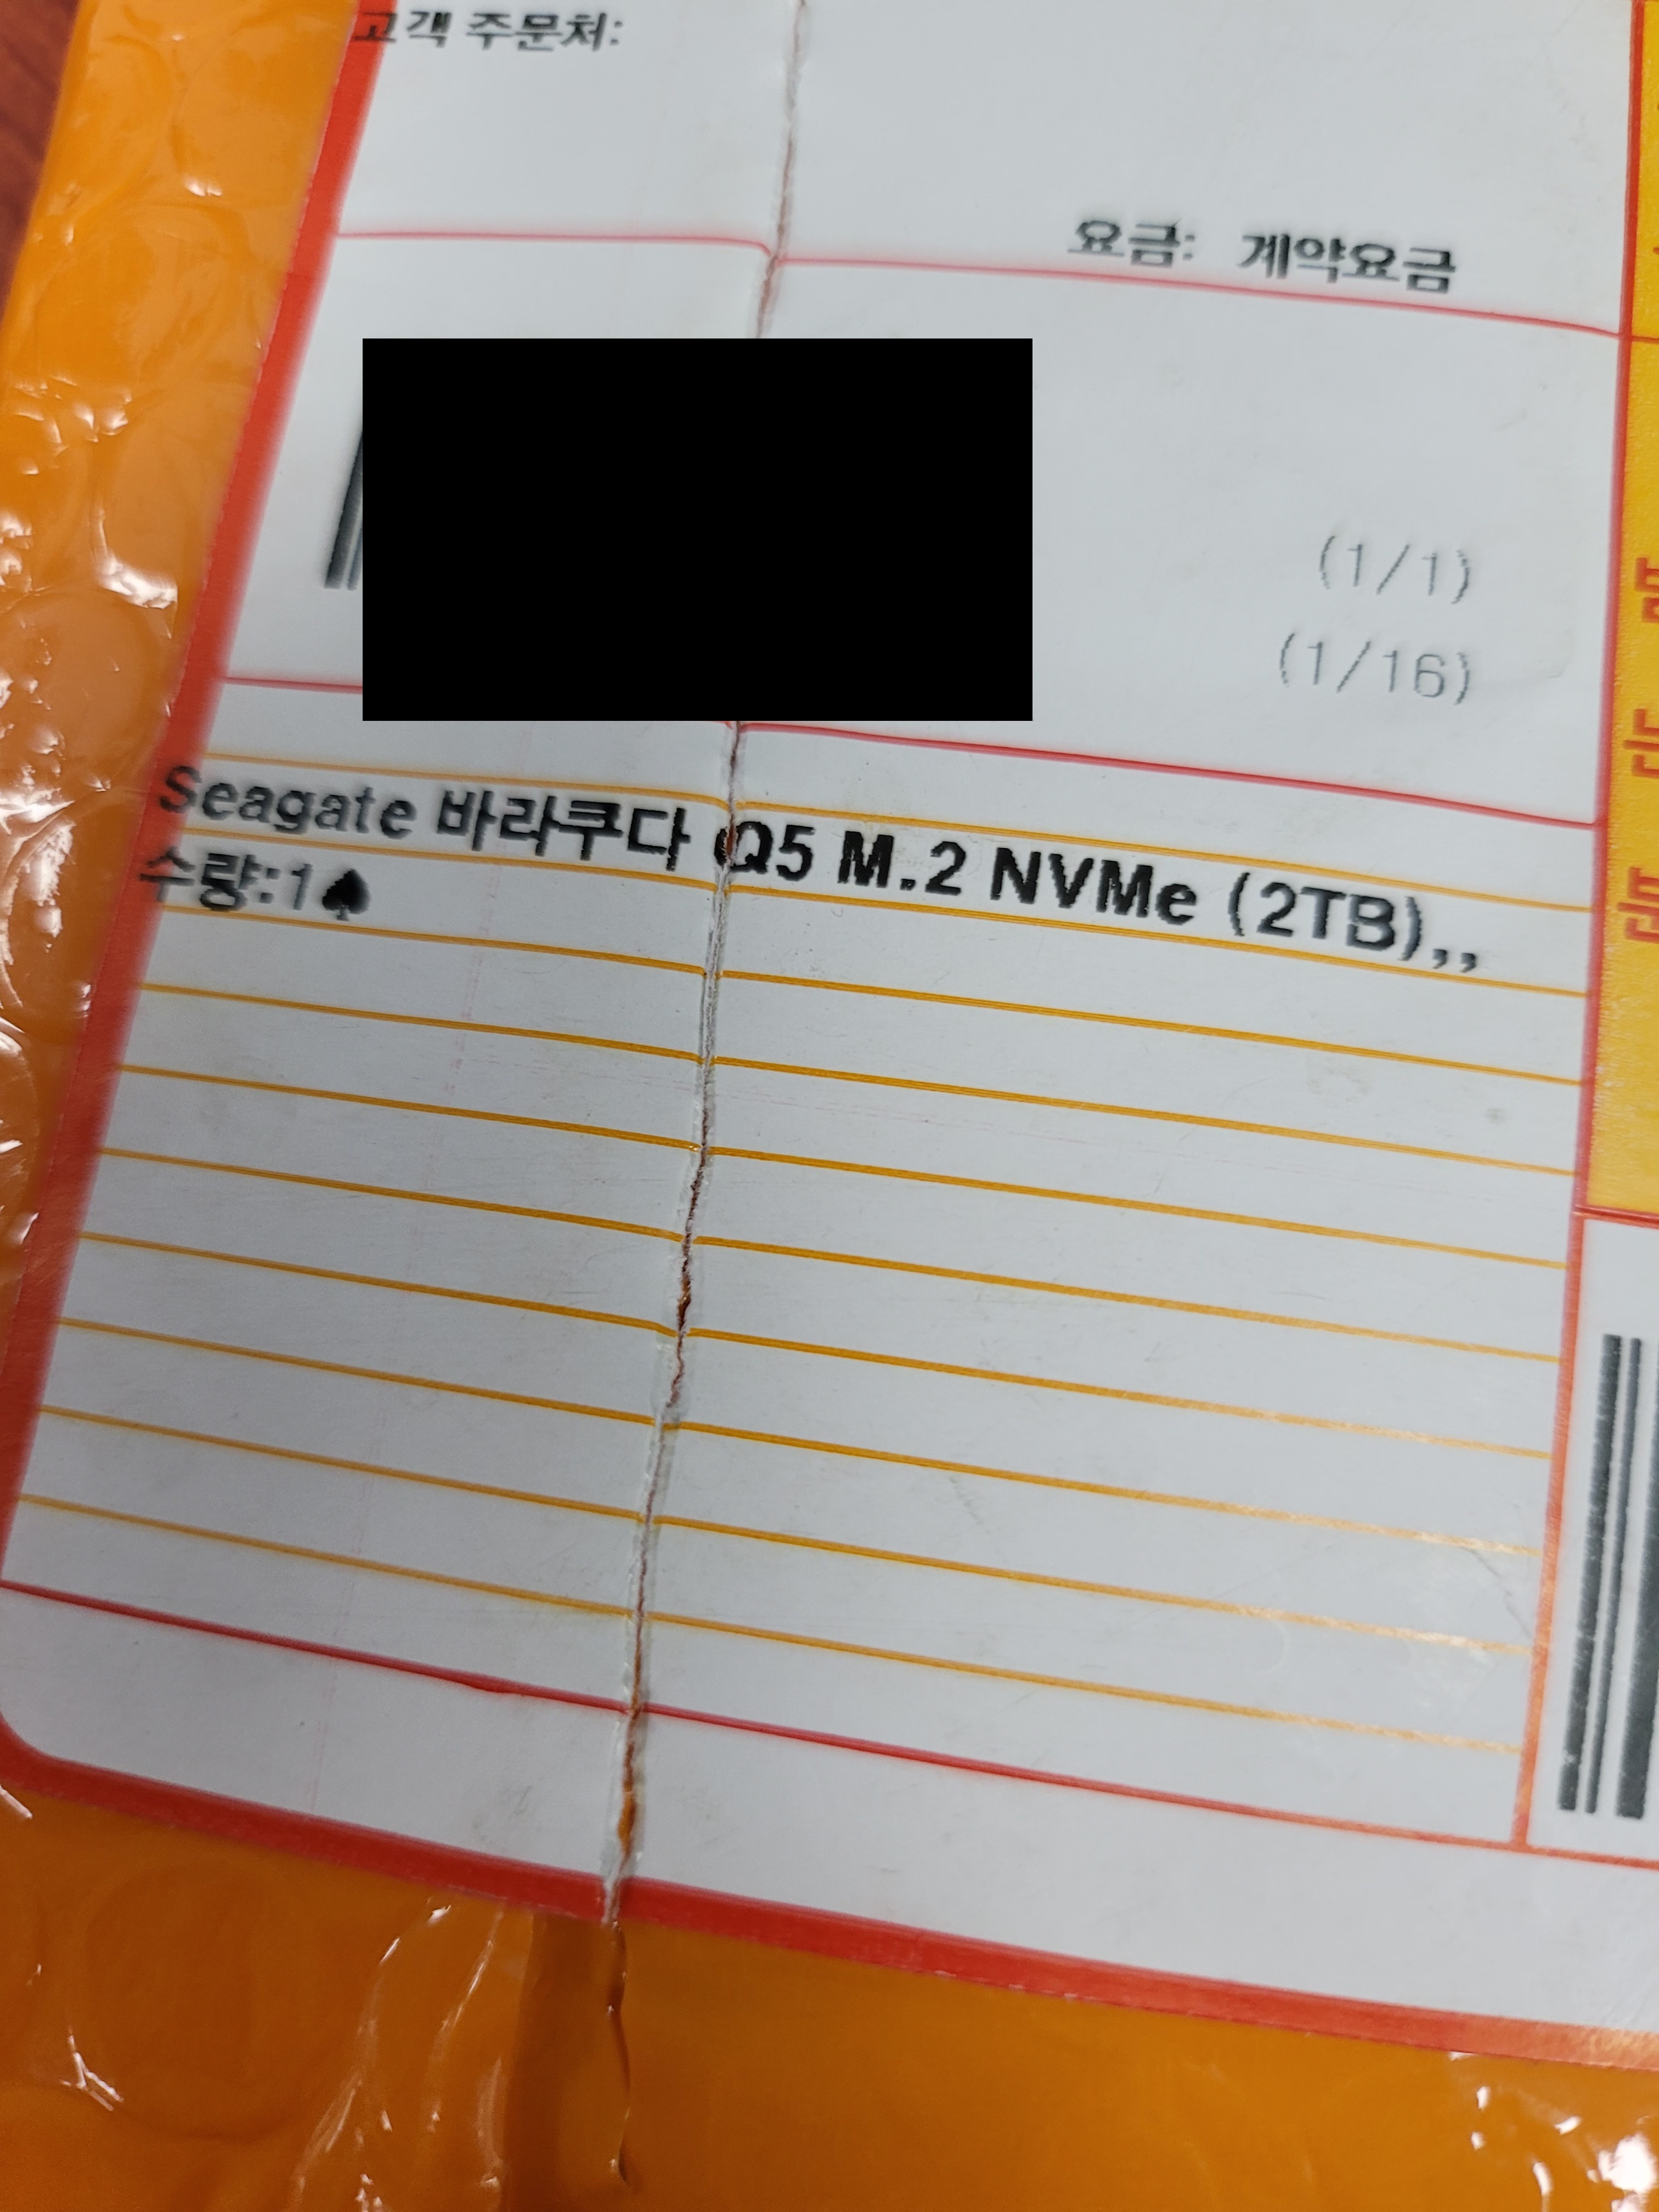 고객 주문처:
요금: 계약요금
(1/1)
(1/16)
Seagate 바라쿠다 Q5 M.2 NVMe (2TB),,
수량:1♠